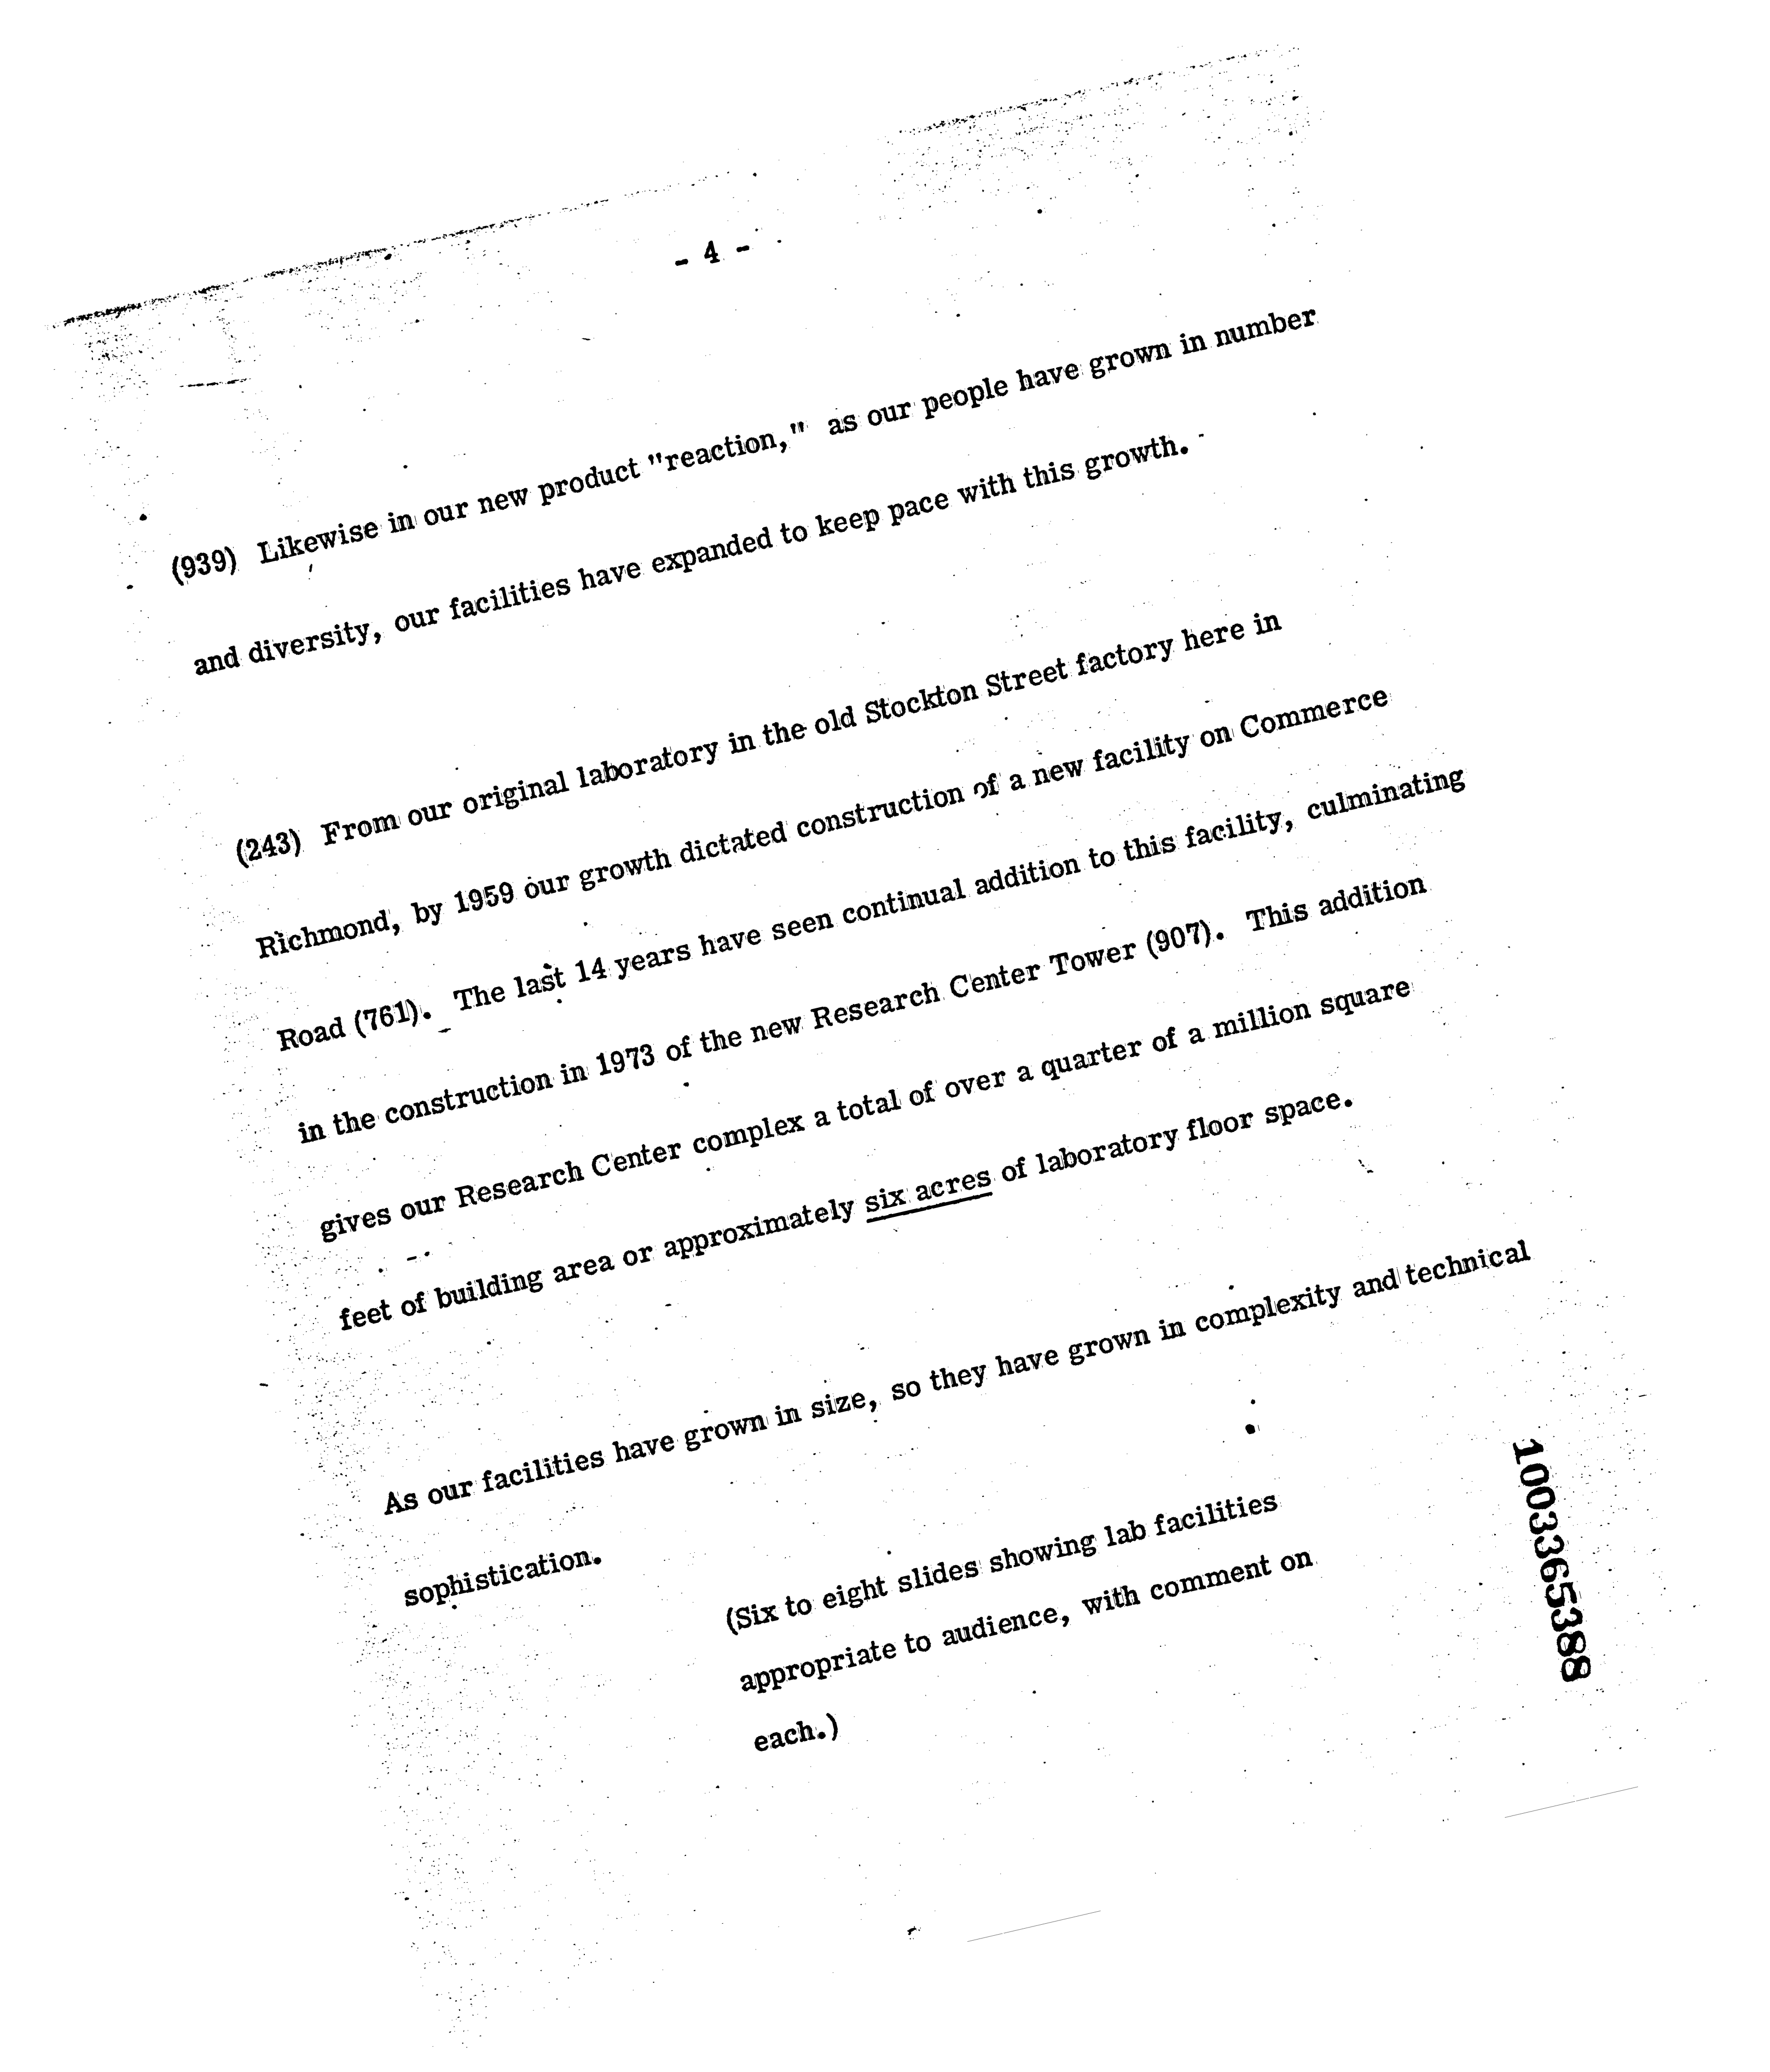 - 4 -
(939) Likewise in our new product "reaction," as our people have grown in number
and diversity, our facilities have expanded to keep pace with this growth.
(243) From our original laboratory in the old Stockton Street factory here in
Richmond, by 1959 our growth dictated construction of a new facility on Commerce
Road (761). The last 14 years have seen continual addition to this facility, culminating
in the construction in 1973 of the new Research Center Tower (907). This addition
gives our Research Center complex a total of over a quarter of a million square
feet of building area or approximately six acres of laboratory floor space.
As our facilities have grown in size, so they have grown in complexity and technical
sophistication.
(Six to eight slides showing lab facilities
appropriate to audience, with comment on
each.)
1003365388